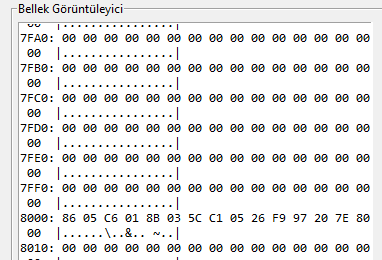 Bellek Görüntüleyici
00 |................|
7FA0: 00 00 00 00 00 00 00 00 00 00 00 00 00 00 00
00 |................|
7FB0: 00 00 00 00 00 00 00 00 00 00 00 00 00 00 00
00 |................|
7FC0: 00 00 00 00 00 00 00 00 00 00 00 00 00 00 00
00 |................|
7FD0: 00 00 00 00 00 00 00 00 00 00 00 00 00 00 00
00 |................|
7FE0: 00 00 00 00 00 00 00 00 00 00 00 00 00 00 00
00 |................|
7FF0: 00 00 00 00 00 00 00 00 00 00 00 00 00 00 00
00 |................|
8000: 86 05 C6 01 8B 03 5C C1 05 26 F9 97 20 7E 80
00 |......\..&.. ~..|
8010: 00 00 00 00 00 00 00 00 00 00 00 00 00 00 00
00 |................|